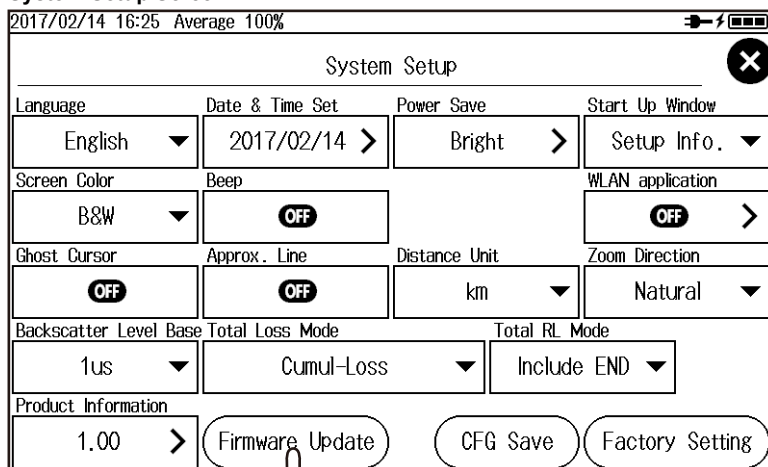 2017/02/14 16:25 Average 100%
System Setup
Language Date & Time Set Power Save Start Up Window
English 2017/02/14 Bright Setup Info.
Screen Color Beep WLAN application
B&W OFF OFF
Ghost Cursor Approx. Line Distance Unit Zoom Direction
OFF OFF km Natural
Backscatter Level Base Total Loss Mode Total RL Mode
1us Cumul-Loss Include END
Product Information
1.00 Firmware Update CFG Save Factory Setting